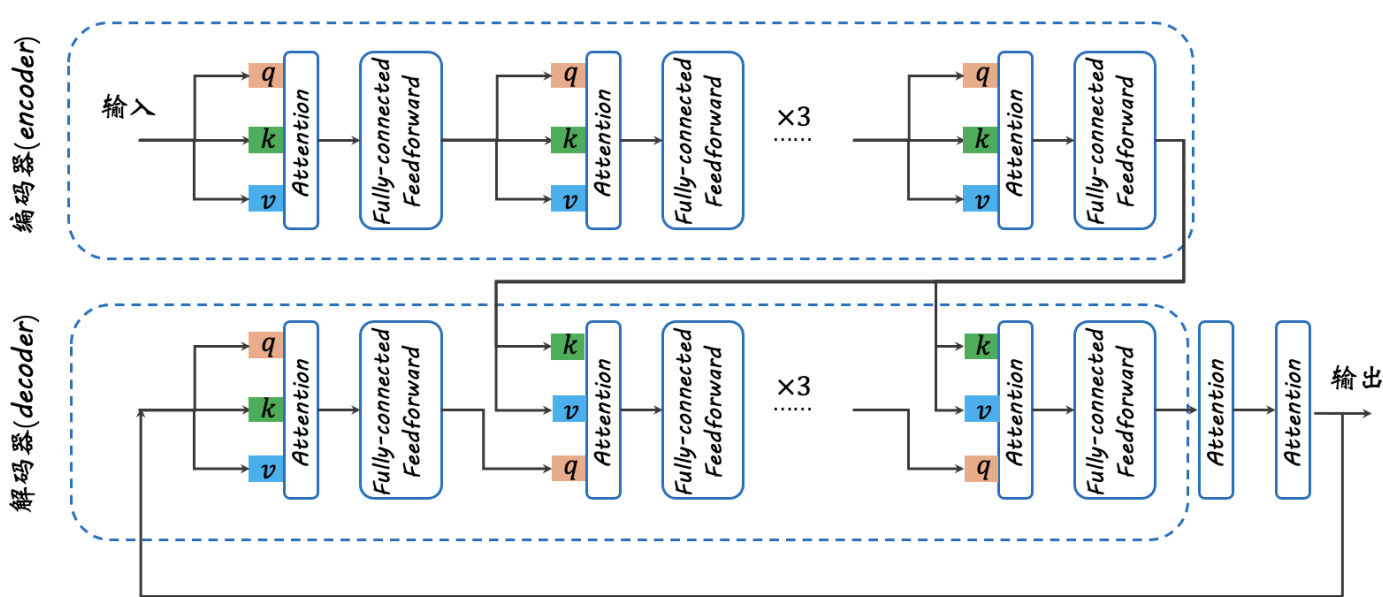 编码器(encoder)
输入
q
k
v
Attention
Fully-connected
Feedforward
q
k
v
Attention
Fully-connected
Feedforward
×3
......
q
k
v
Attention
Fully-connected
Feedforward
解码器(decoder)
q
k
v
Attention
Fully-connected
Feedforward
k
v
q
Attention
Fully-connected
Feedforward
×3
......
k
v
q
Attention
Fully-connected
Feedforward
Attention
Attention
输出